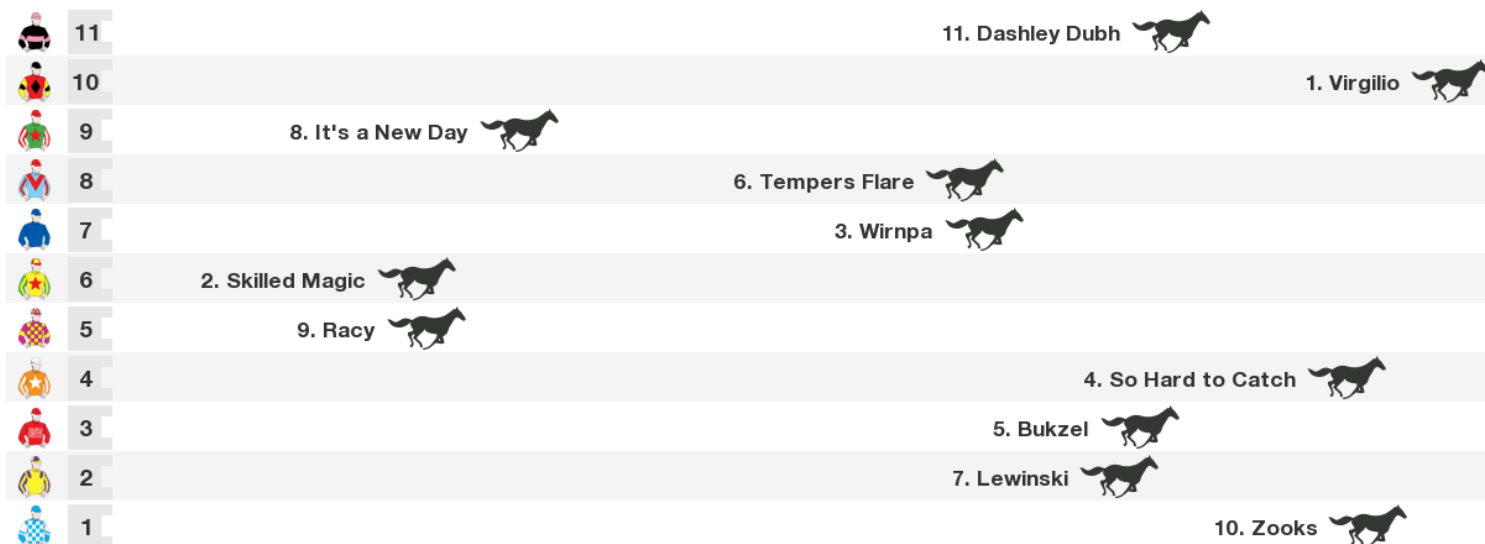 11 11. Dashley Dubh
10 1. Virgilio
9 8. It's a New Day
8 6. Tempers Flare
7 3. Wirnpa
6 2. Skilled Magic
5 9. Racy
4 4. So Hard to Catch
3 5. Bukzel
2 7. Lewinski
1 10. Zooks